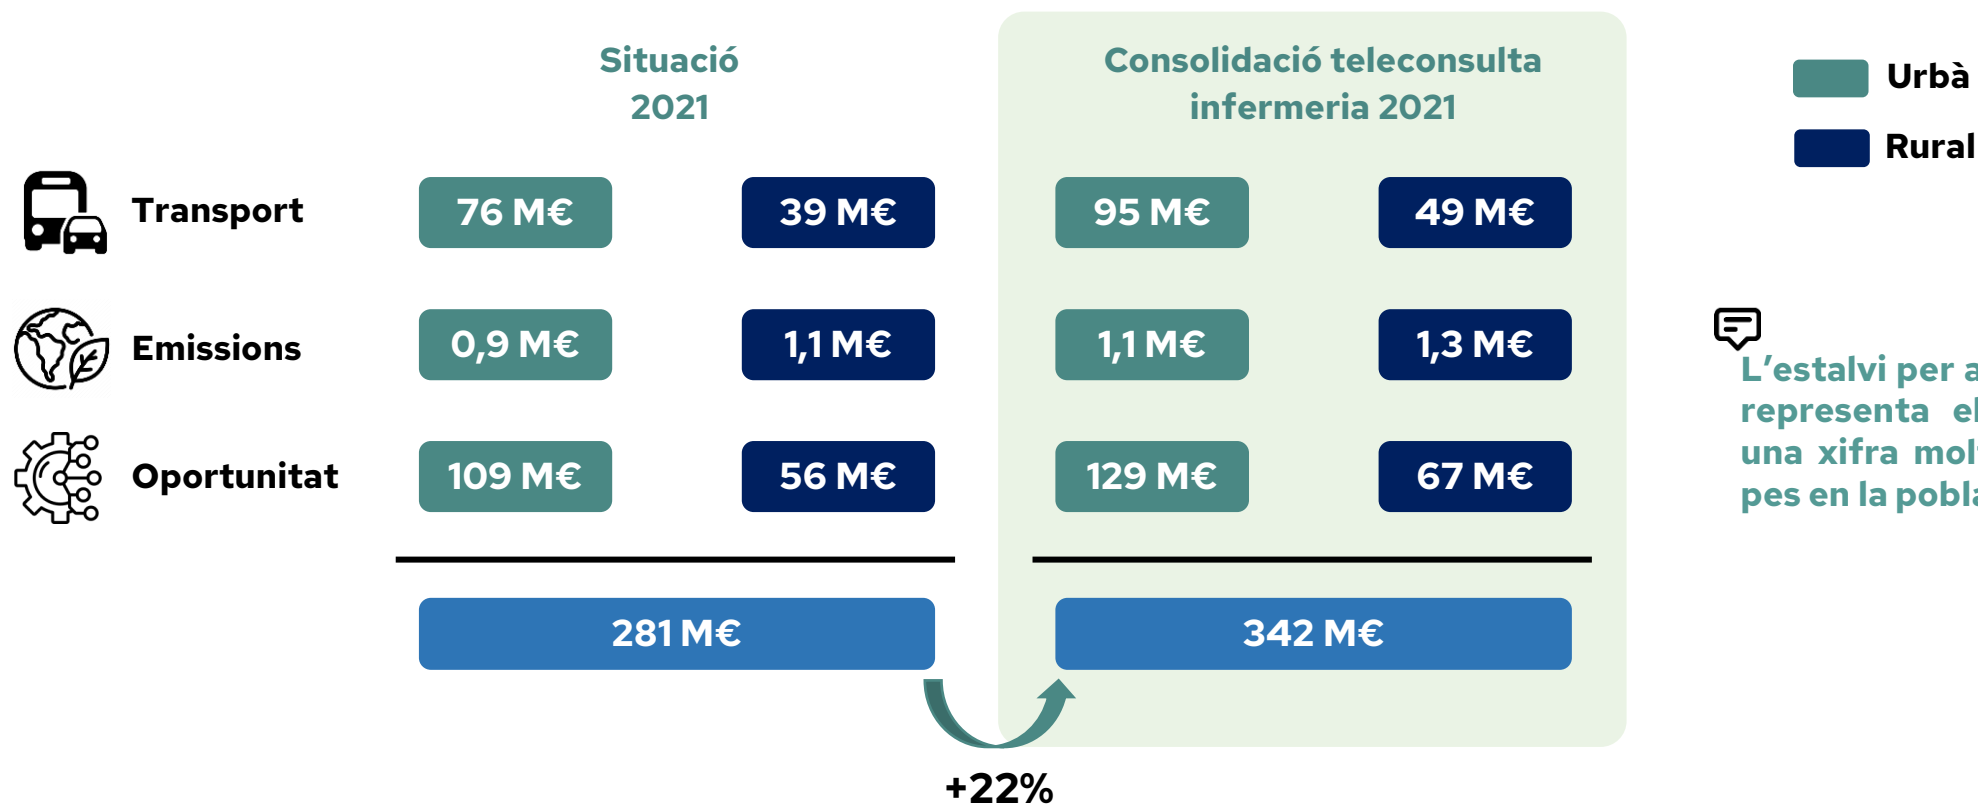 Situació
2021
Consolidació teleconsulta
infermeria 2021
Urbà
Rural
Transport
76 M€
39 M€
95 M€
49 M€
Emissions
0,9 M€
1,1 M€
1,1 M€
1,3 M€
Oportunitat
109 M€
56 M€
129 M€
67 M€
281 M€
342 M€
+22%
L'estalvi per
representa
una xifra
pes en la